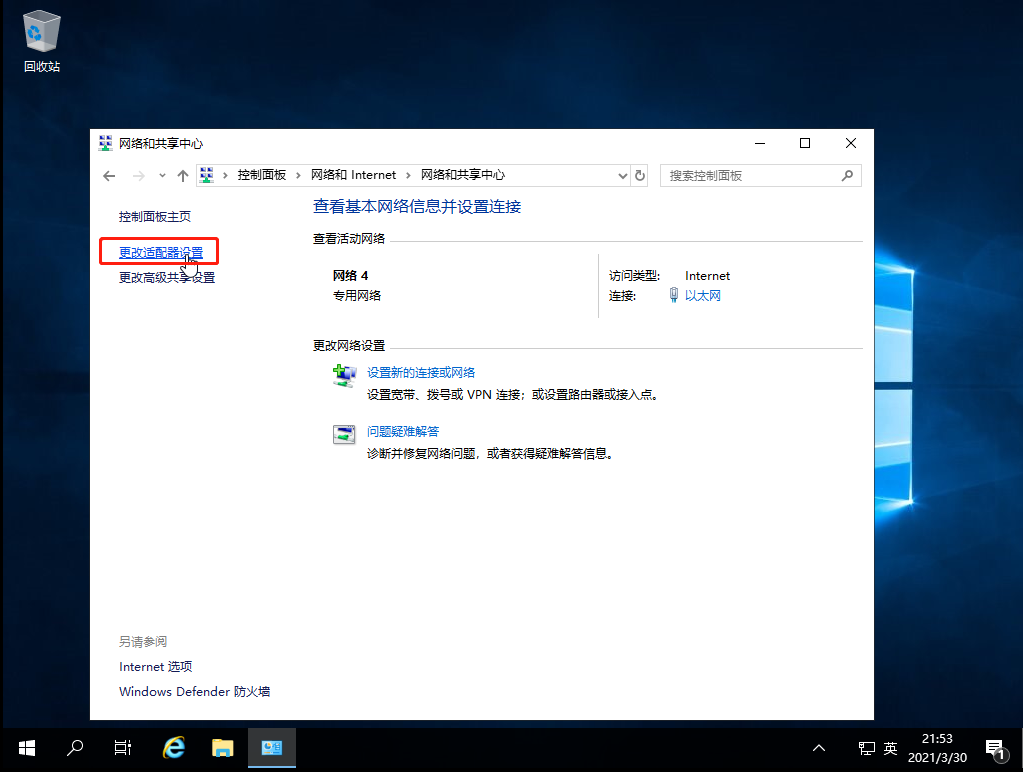 回收站
网络和共享中心
控制面板 网络和 Internet 网络和共享中心
搜索控制面板
控制面板主页
更改适配器设置
更改高级共享设置
查看基本网络信息并设置连接
查看活动网络
网络 4
专用网络
访问类型: Internet
连接: 以太网
更改网络设置
设置新的连接或网络
设置宽带、拨号或 VPN 连接；或设置路由器或接入点。
问题疑难解答
诊断并修复网络问题，或者获得疑难解答信息。
另请参阅
Internet 选项
Windows Defender 防火墙
英
21:53
2021/3/30
1